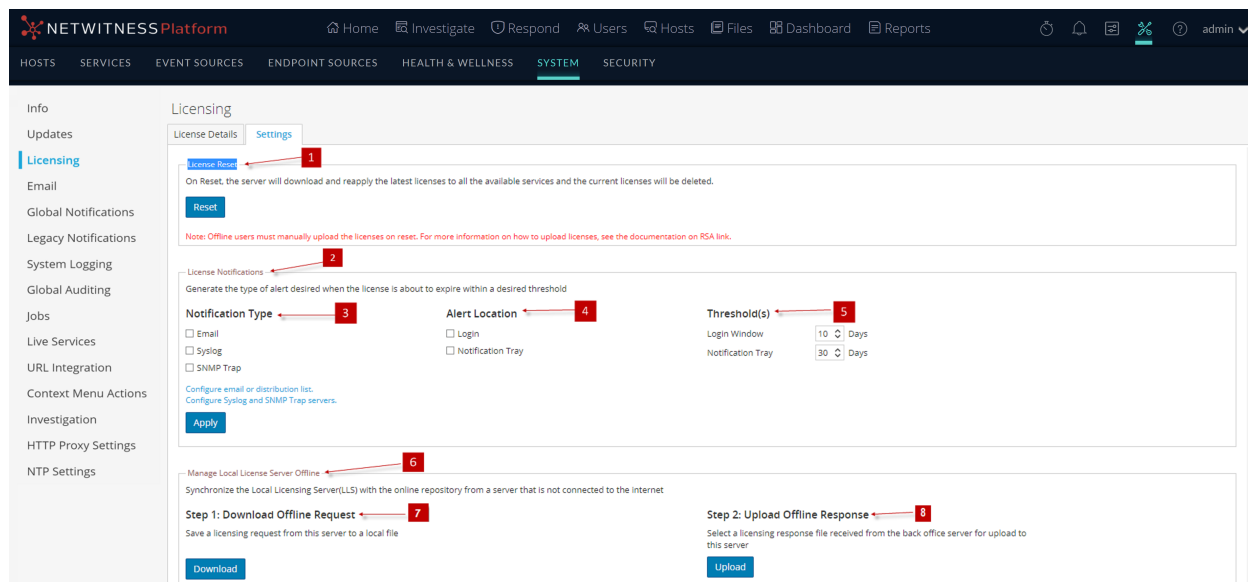 NETWITNESS Platform
Home Investigate Respond Users Hosts Files Dashboard Reports admin
HOSTS SERVICES EVENT SOURCES ENDPOINT SOURCES HEALTH & WELLNESS SYSTEM SECURITY
Info
Updates
Licensing
Email
Global Notifications
Legacy Notifications
System Logging
Global Auditing
Jobs
Live Services
URL Integration
Context Menu Actions
Investigation
HTTP Proxy Settings
NTP Settings
Licensing
License Details Settings
License Reset 1
On Reset, the server will download and reapply the latest licenses to all the available services and the current licenses will be deleted.
Reset
Note: Offline users must manually upload the licenses on reset. For more information on how to upload licenses, see the documentation on RSA link.
License Notifications 2
Generate the type of alert desired when the license is about to expire within a desired threshold
Notification Type 3
Email
Syslog
SNMP Trap
Configure email or distribution list.
Configure Syslog and SNMP Trap servers.
Apply
Alert Location 4
Login
Notification Tray
Threshold(s) 5
Login Window 10 Days
Notification Tray 30 Days
Manage Local License Server Offline 6
Synchronize the Local Licensing Server(LLS) with the online repository from a server that is not connected to the internet
Step 1: Download Offline Request 7
Save a licensing request from this server to a local file
Download
Step 2: Upload Offline Response 8
Select a licensing response file received from the back office server for upload to
this server
Upload